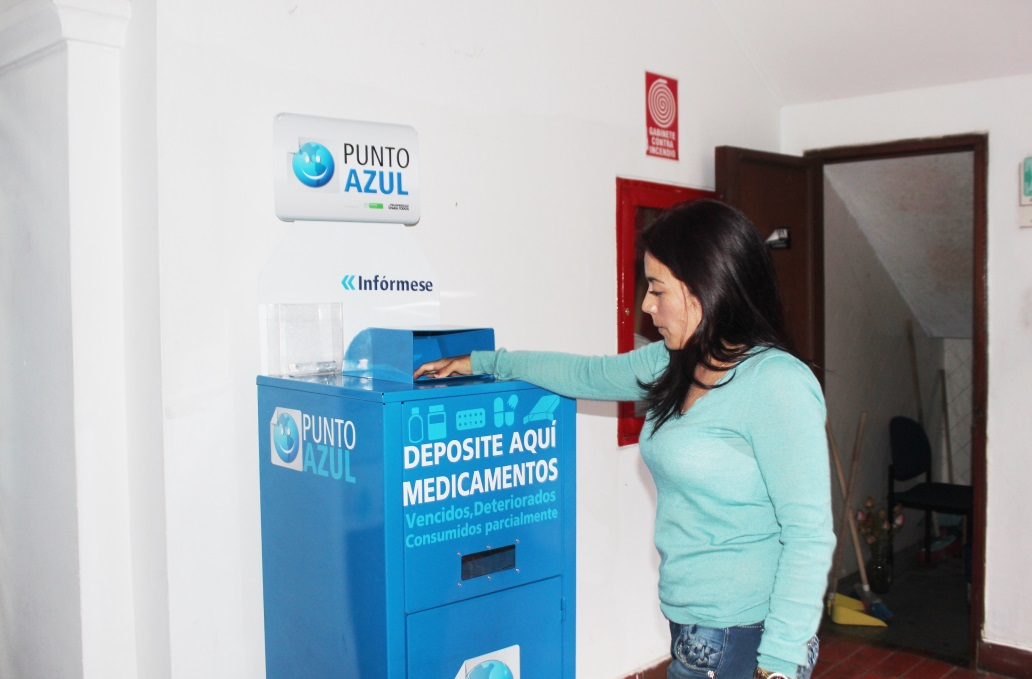 PUNTO
AZUL
Infórmese
GABINETE
CONTRA
INCENDIO
PUNTO
AZUL
DEPOSITE AQUÍ
MEDICAMENTOS
Vencidos,Deteriorados
Consumidos parcialmente